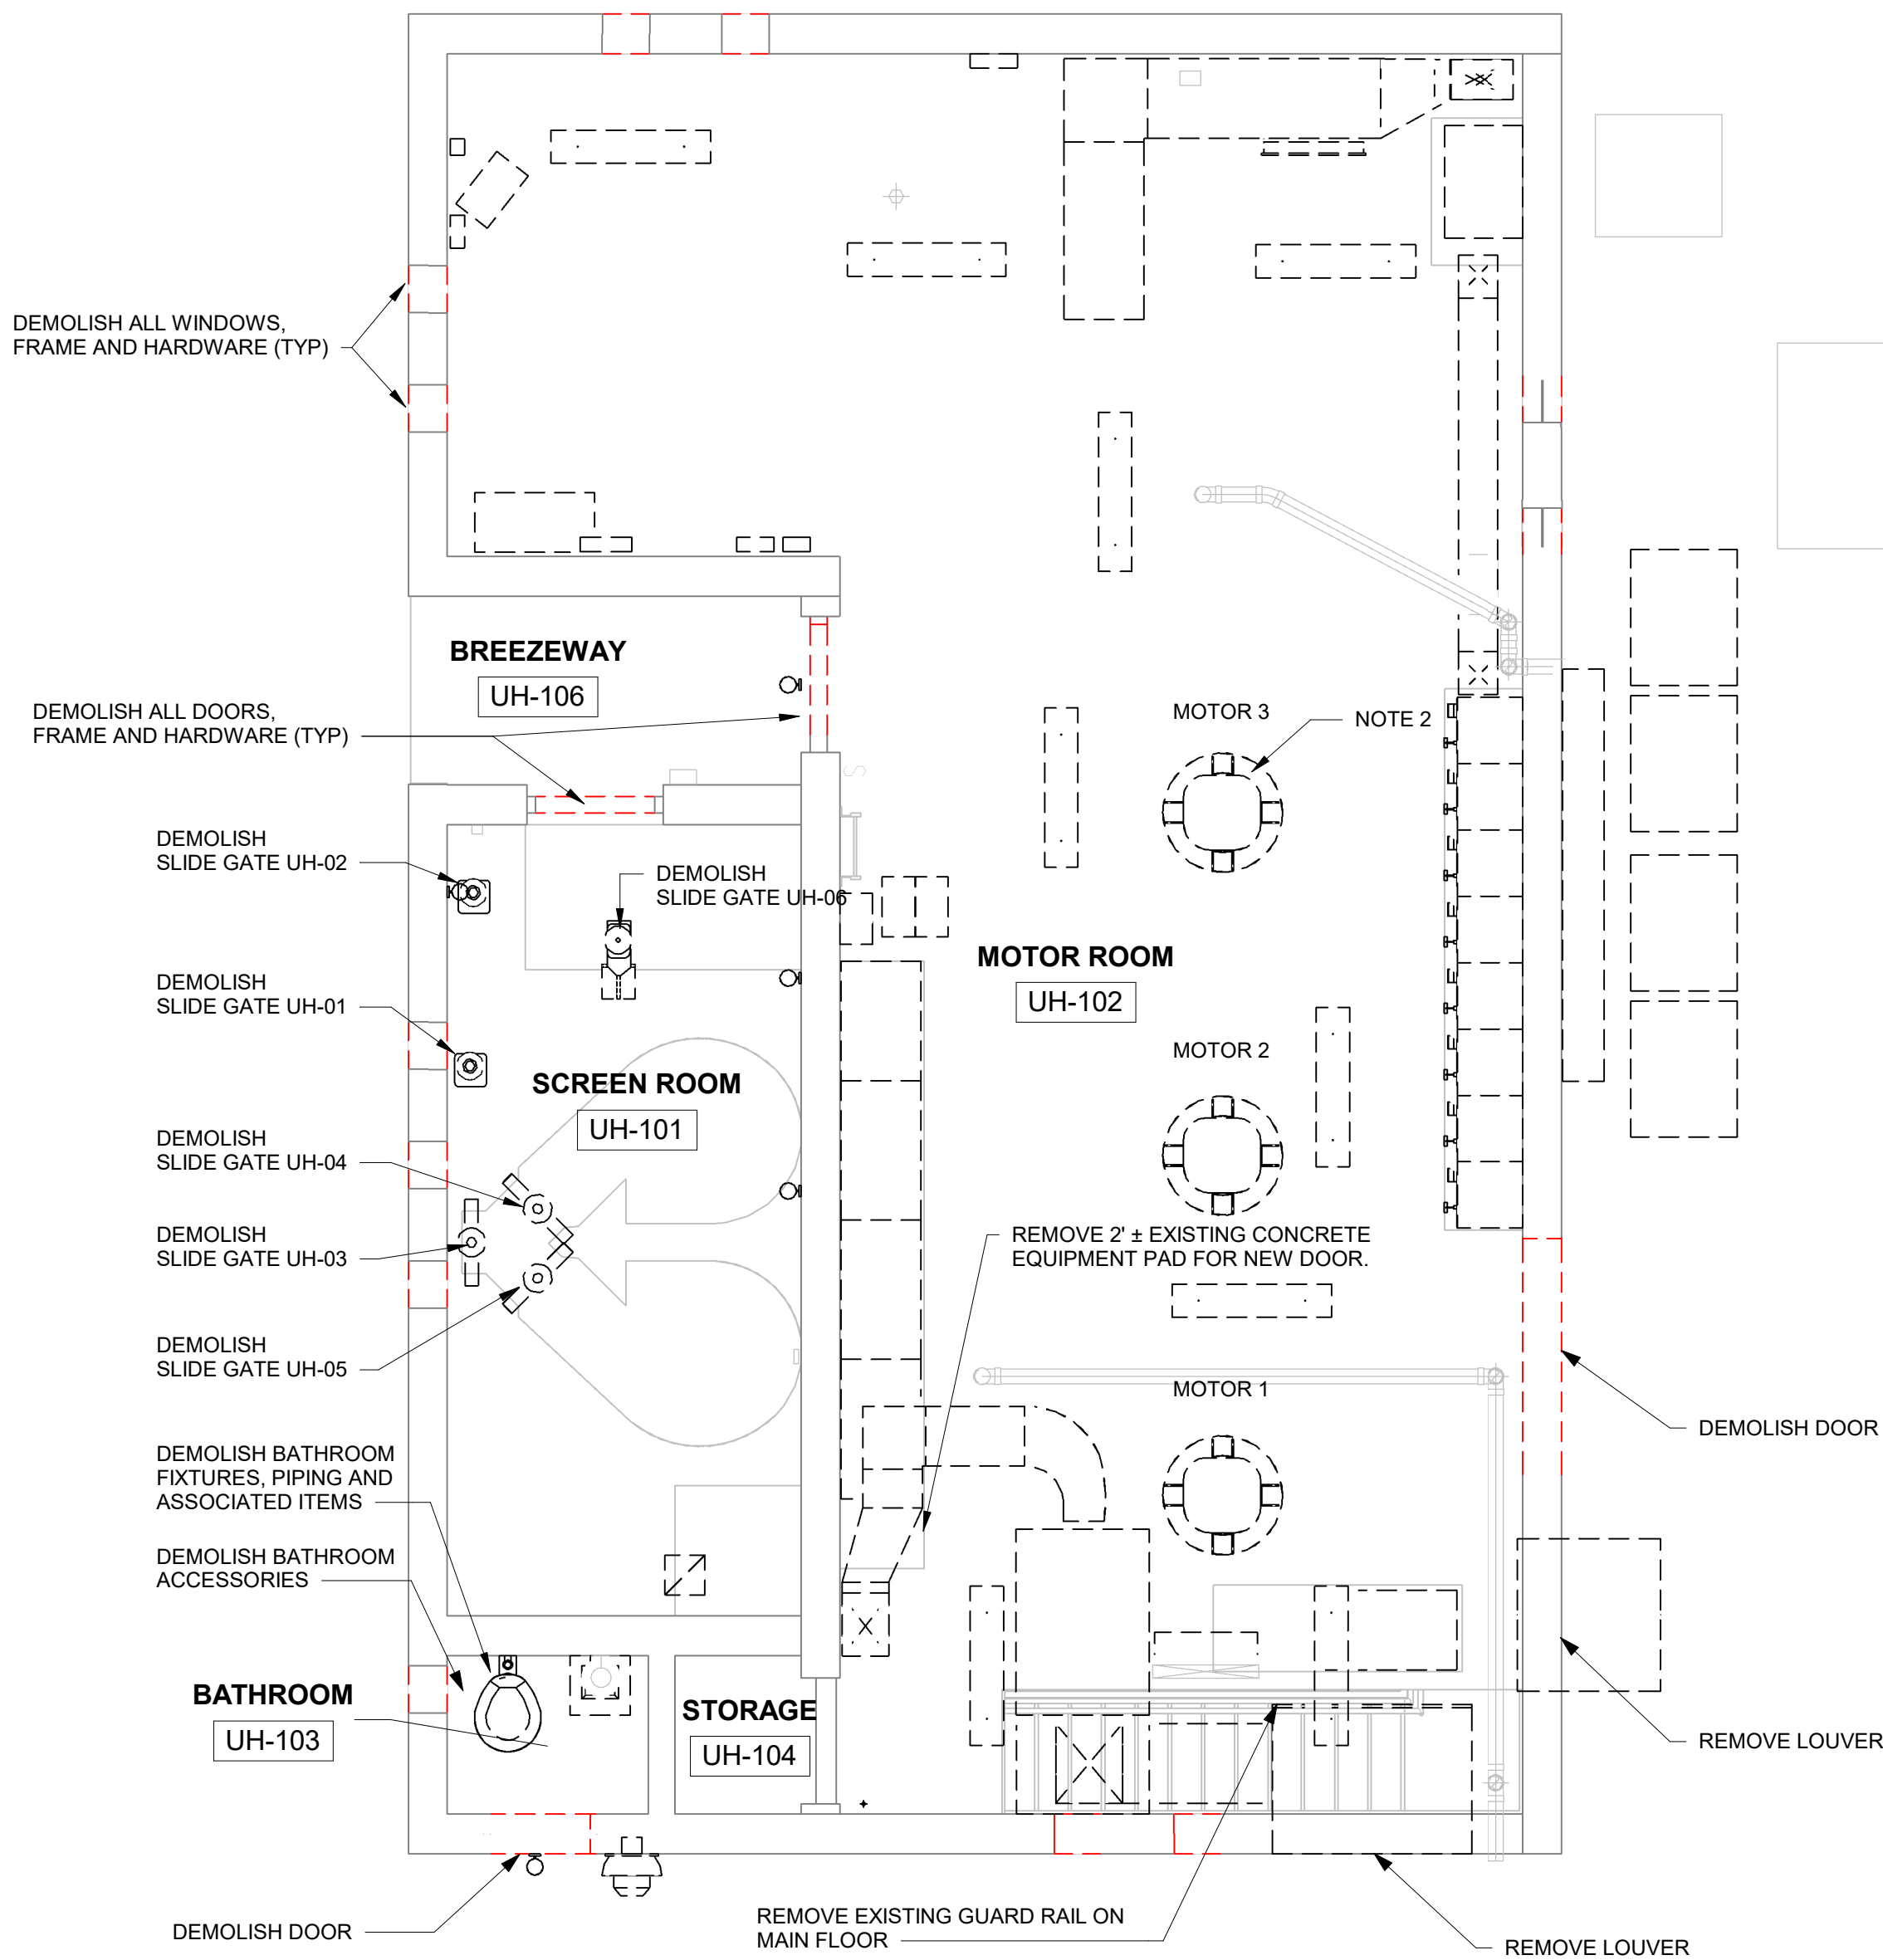 DEMOLISH ALL WINDOWS,
FRAME AND HARDWARE (TYP)
BREEZEWAY
UH-106
DEMOLISH ALL DOORS,
FRAME AND HARDWARE (TYP)
MOTOR 3
NOTE 2
DEMOLISH
SLIDE GATE UH-02
DEMOLISH
SLIDE GATE UH-06
MOTOR ROOM
UH-102
DEMOLISH
SLIDE GATE UH-01
MOTOR 2
SCREEN ROOM
UH-101
DEMOLISH
SLIDE GATE UH-04
DEMOLISH
SLIDE GATE UH-03
REMOVE 2' ± EXISTING CONCRETE
EQUIPMENT PAD FOR NEW DOOR.
DEMOLISH
SLIDE GATE UH-05
MOTOR 1
DEMOLISH DOOR
DEMOLISH BATHROOM
FIXTURES, PIPING AND
ASSOCIATED ITEMS
DEMOLISH BATHROOM
ACCESSORIES
BATHROOM
UH-103
STORAGE
UH-104
REMOVE LOUVER
DEMOLISH DOOR
REMOVE EXISTING GUARD RAIL ON
MAIN FLOOR
REMOVE LOUVER